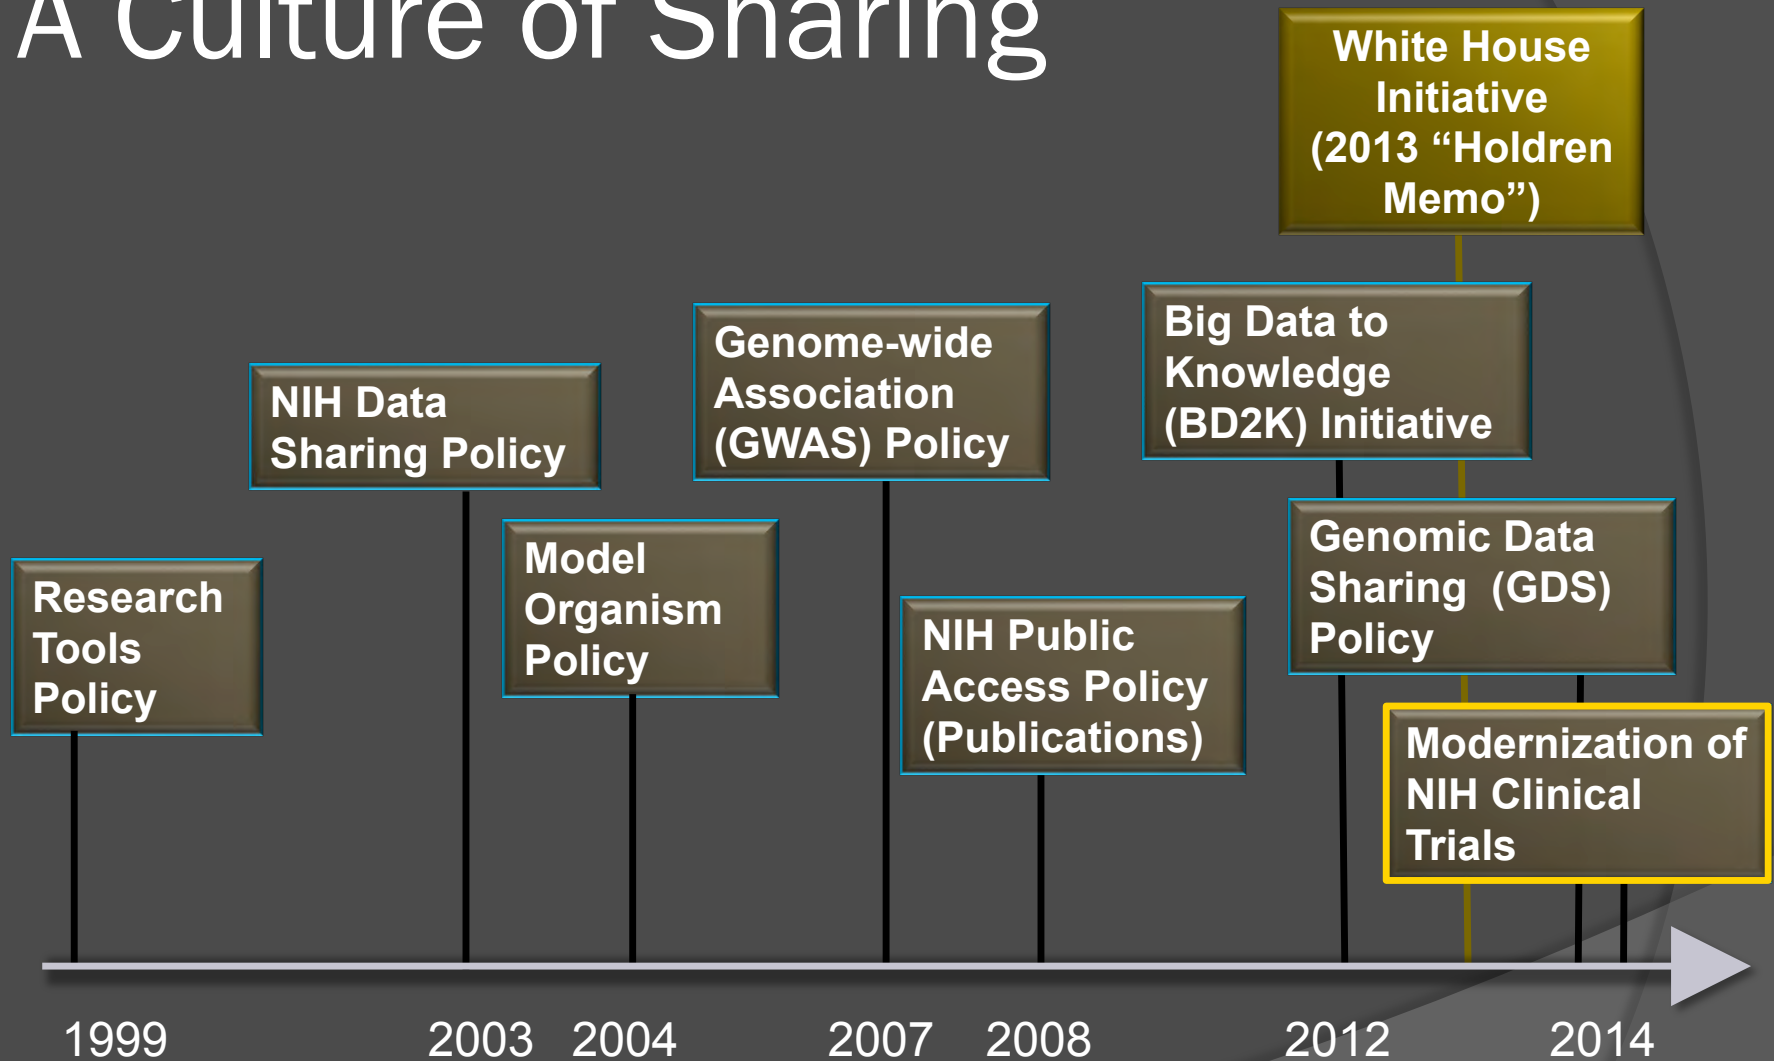 A Culture of Sharing
White House
Initiative
(2013 “Holdren
Memo”)
Big Data to
Knowledge
(BD2K) Initiative
Genome-wide
Association
(GWAS) Policy
NIH Data
Sharing Policy
Genomic Data
Sharing (GDS)
Policy
Model
Organism
Policy
Research
Tools
Policy
NIH Public
Access Policy
(Publications)
Modernization of
NIH Clinical
Trials
1999 2003 2004 2007 2008 2012 2014